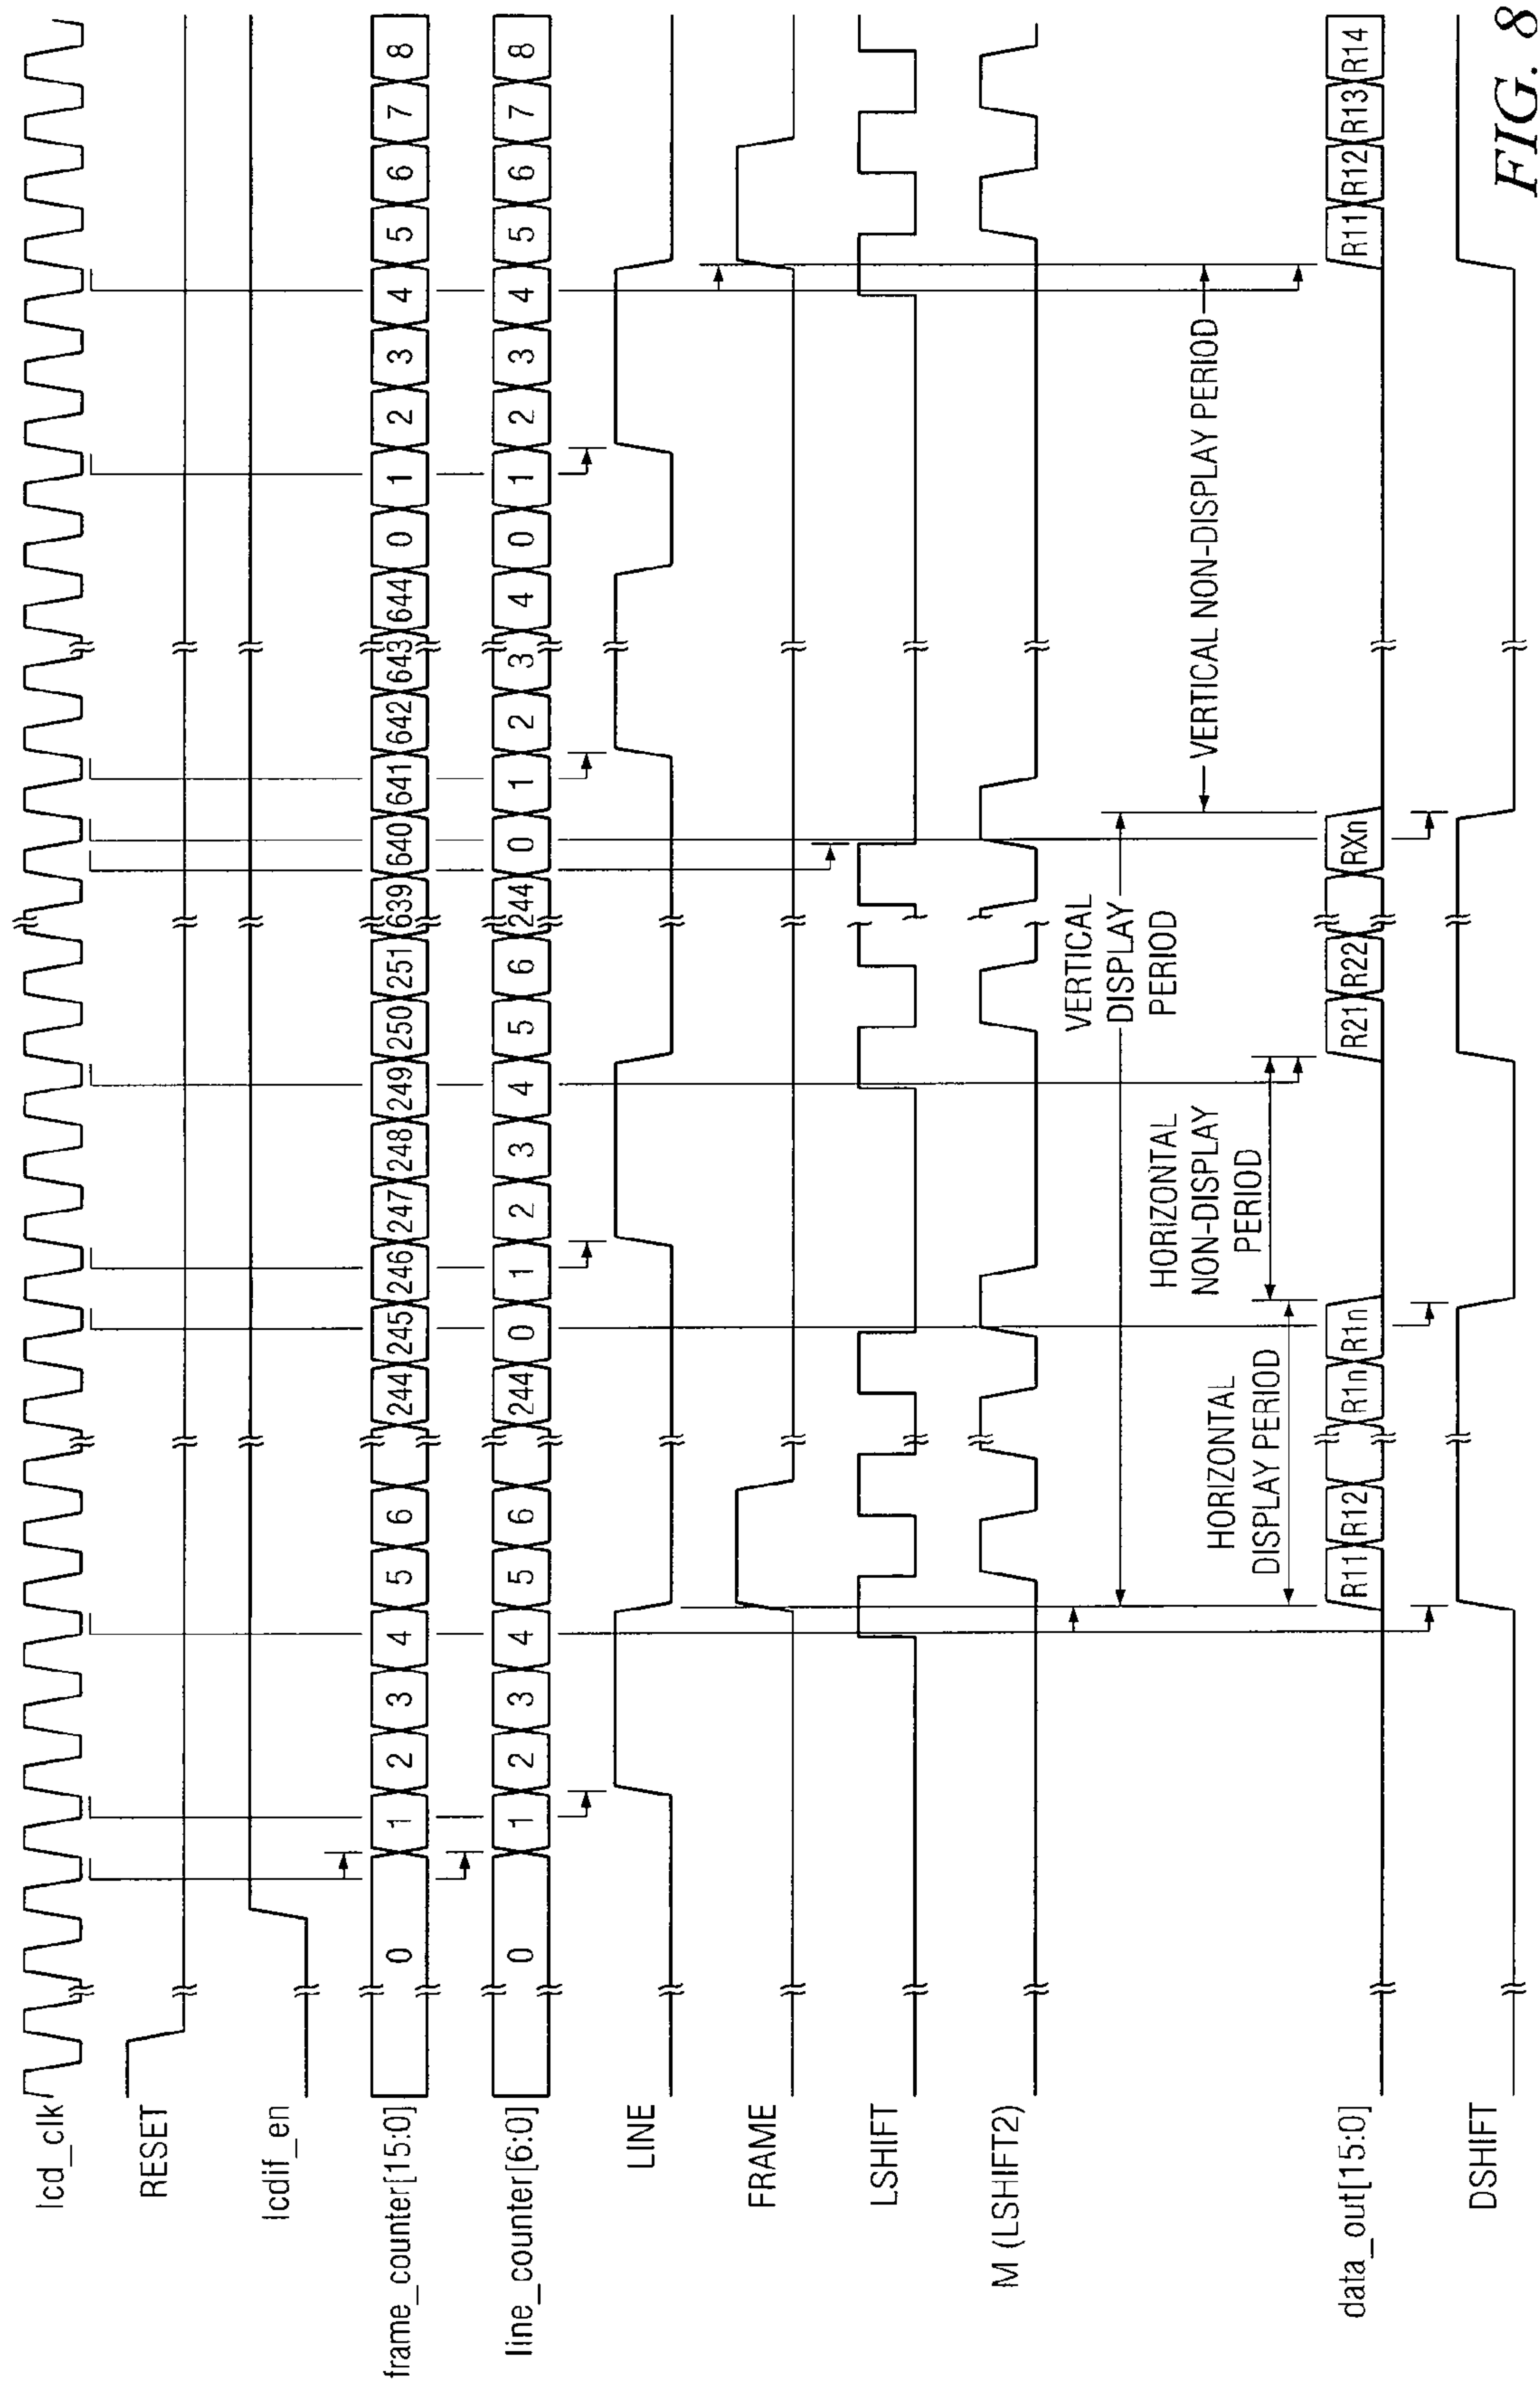 lcd_clk
RESET
lcdif_en
frame_counter[15:0] 0 1 2 3 4 5 6 244 245 246 247 248 249 250 251 639 640 641 642 643 644 0 1 2 3 4 5 6 7 8
line_counter[6:0] 0 1 2 3 4 5 6 244 0 1 2 3 4 5 6 244 0 1 2 3 4 0 1 2 3 4 5 6 7 8
LINE
FRAME
LSHIFT
M (LSHIFT2)
VERTICAL
DISPLAY
PERIOD
VERTICAL NON-DISPLAY PERIOD
HORIZONTAL
NON-DISPLAY
PERIOD
HORIZONTAL
DISPLAY PERIOD
data_out[15:0] R11 R12 R1n R1n R21 R22 RXn R11 R12 R13 R14
DSHIFT
FIG. 8